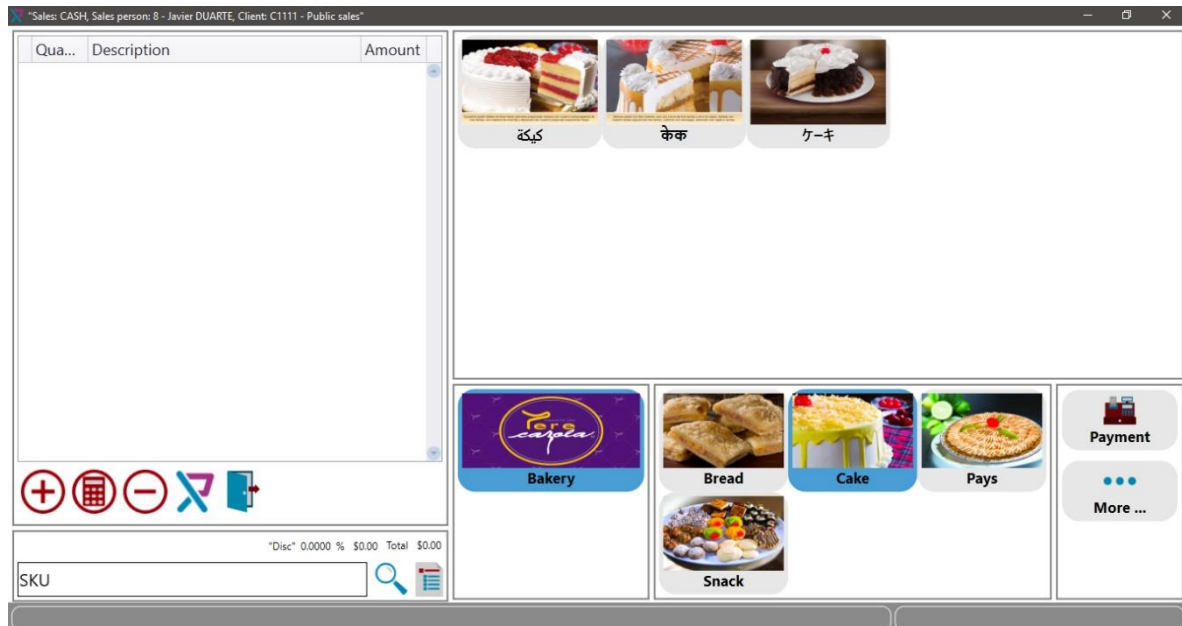 "Sales: CASH, Sales person: 8 - Javier DUARTE, Client: C1111 - Public sales"
Qua... Description Amount
كيكة
केक
ケーキ
Bakery
Bread
Cake
Pays
Snack
Payment
More ...
"Disc" 0.0000 % $0.00 Total $0.00
SKU
Pere
carola